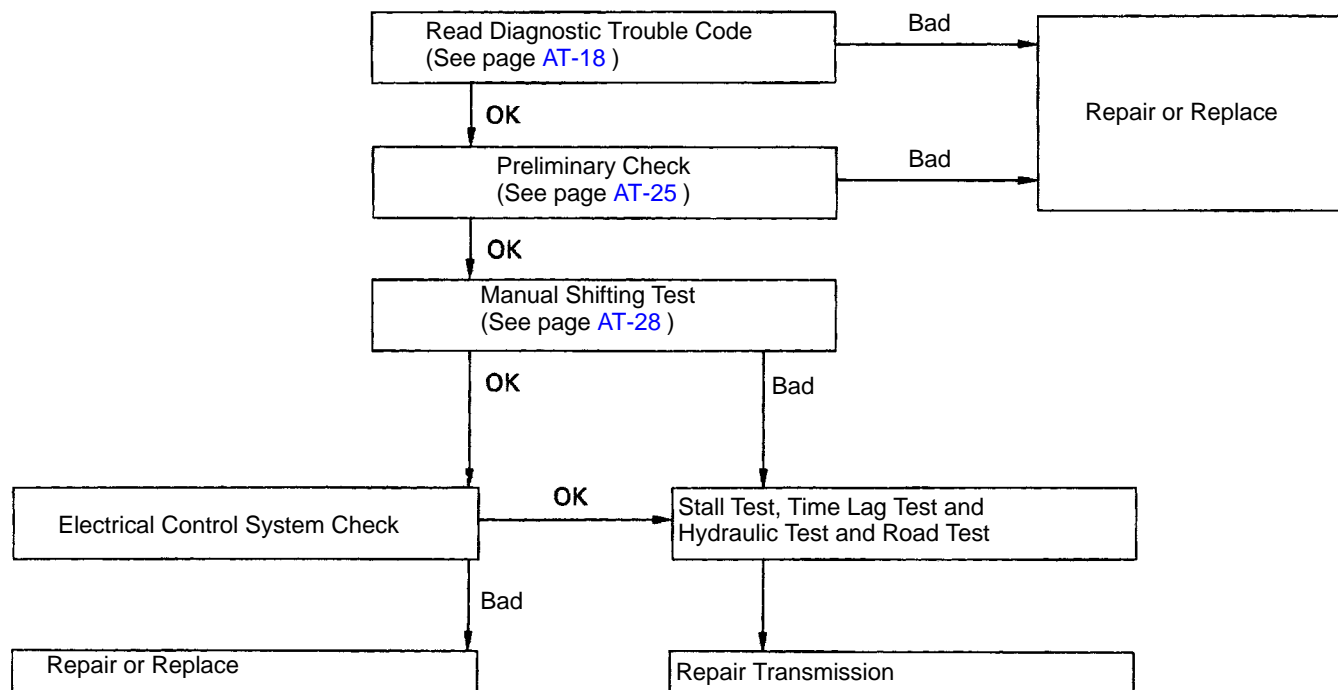 Read Diagnostic Trouble Code
(See page AT-18 )
Bad
Repair or Replace
OK
Preliminary Check
(See page AT-25 )
Bad
OK
Manual Shifting Test
(See page AT-28 )
OK
Bad
Electrical Control System Check
OK
Stall Test, Time Lag Test and
Hydraulic Test and Road Test
Bad
Repair or Replace
Repair Transmission